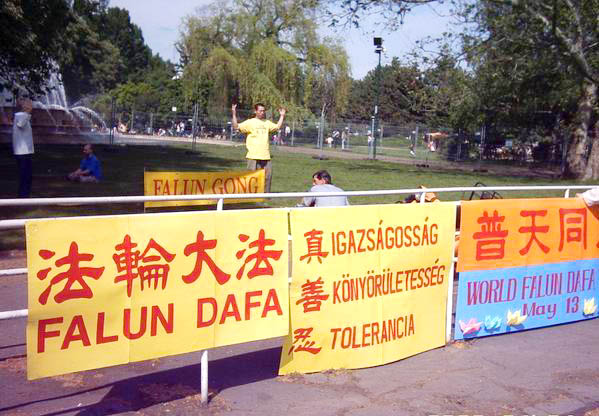 FALUN GONG
法輪大法
FALUN DAFA
真 IGAZSÁGOSSÁG
善 KÖNYÖRÜLETESSÉG
忍 TOLERANCIA
普天同
WORLD FALUN DAFA
May 13